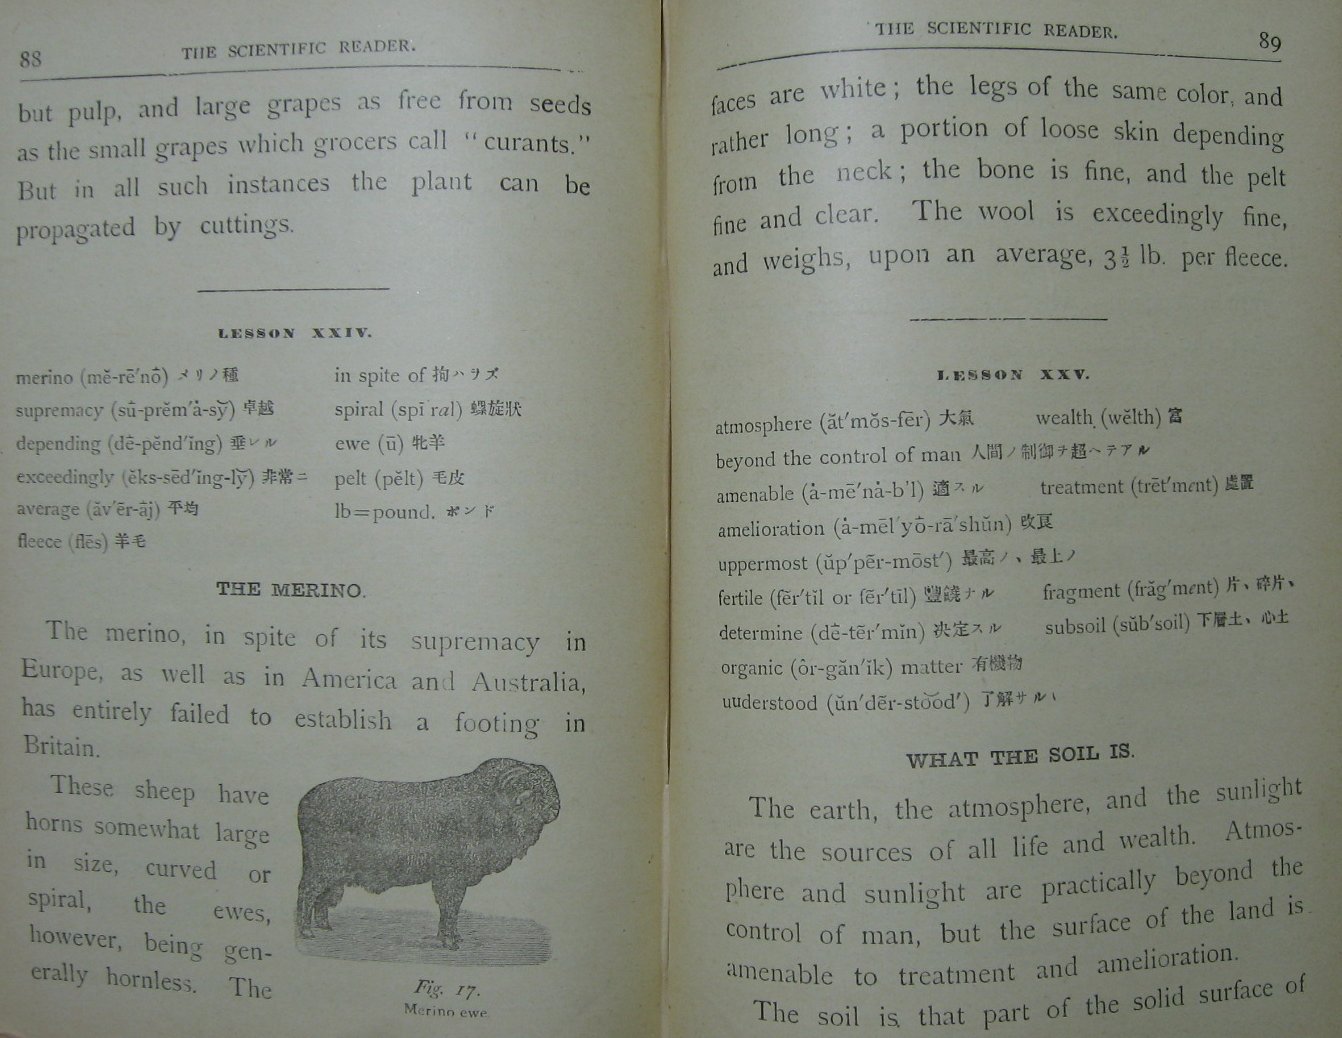 88
THE SCIENTIFIC READER.
but pulp, and large grapes as free from seeds
as the small grapes which grocers call "curants."
But in all such instances the plant can be
propagated by cuttings.
LESSON XXIV.
merino (mĕ-rē′nō) メリノ種
supremacy (sū-prĕm′ȧ-sy̆) 卓越
depending (dē-pĕnd′ĭng) 垂レル
exceedingly (ĕks-sēd′ĭng-ly̆) 非常ニ
average (ăv′ēr-āj) 平均
fleece (flēs) 羊毛
in spite of 拘ハラズ
spiral (spī′ral) 螺旋狀
ewe (ū) 牝羊
pelt (pĕlt) 毛皮
lb=pound. ポンド
THE MERINO.
The merino, in spite of its supremacy in
Europe, as well as in America and Australia,
has entirely failed to establish a footing in
Britain.
These sheep have
horns somewhat large
in size, curved or
spiral, the ewes,
however, being gen-
erally hornless. The
Fig. 17.
Merino ewe
THE SCIENTIFIC READER.
89
faces are white; the legs of the same color, and
rather long; a portion of loose skin depending
from the neck; the bone is fine, and the pelt
fine and clear. The wool is exceedingly fine,
and weighs, upon an average, 3½ lb. per fleece.
LESSON XXV.
atmosphere (ăt′mŏs-fēr) 大氣 wealth (wĕlth) 富
beyond the control of man 人間ノ制御ヲ超ヘテアル
amenable (ȧ-mē′nȧ-b'l) 適スル treatment (trēt′ment) 處置
amelioration (ȧ-mēl′yō-rā′shŭn) 改良
uppermost (ŭp′pēr-mōst′) 最高ノ、最上ノ
fertile (fēr′tĭl or fēr′tīl) 豐饒ナル fragment (frăg′ment) 片、碎片、
determine (dē-tēr′mĭn) 决定スル subsoil (sŭb′soil) 下層土、心土
organic (ôr-găn′ĭk) matter 有機物
uuderstood (ŭn′dēr-stŏŏd′) 了解サルヽ
WHAT THE SOIL IS.
The earth, the atmosphere, and the sunlight
are the sources of all life and wealth. Atmos-
phere and sunlight are practically beyond the
control of man, but the surface of the land is
amenable to treatment and amelioration.
The soil is that part of the solid surface of